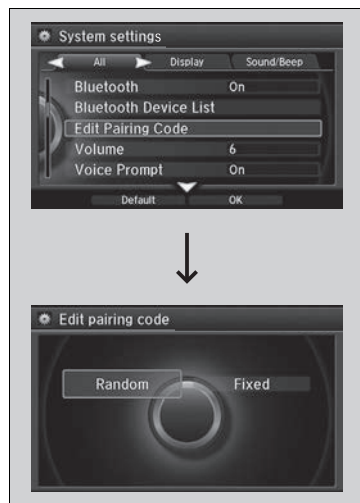 System settings
All Display Sound/Beep
Bluetooth On
Bluetooth Device List
Edit Pairing Code
Volume 6
Voice Prompt On
Default OK
Edit pairing code
Random Fixed